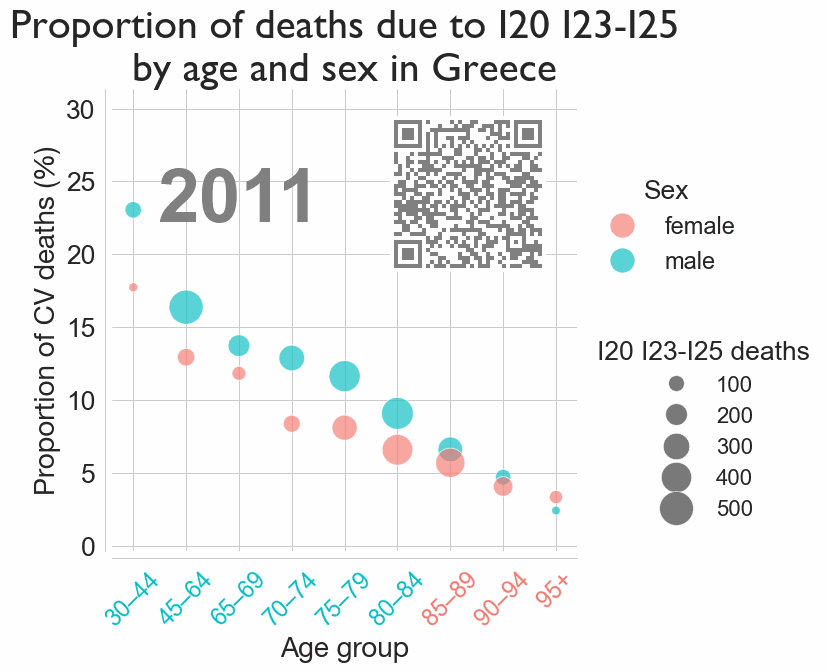 Proportion of deaths due to I20 I23-I25
by age and sex in Greece
Proportion of CV deaths (%)
30
25
20
15
10
5
0
2011
30–44
45–64
65–69
70–74
75–79
80–84
85–89
90–94
95+
Age group
Sex
female
male
I20 I23-I25 deaths
100
200
300
400
500